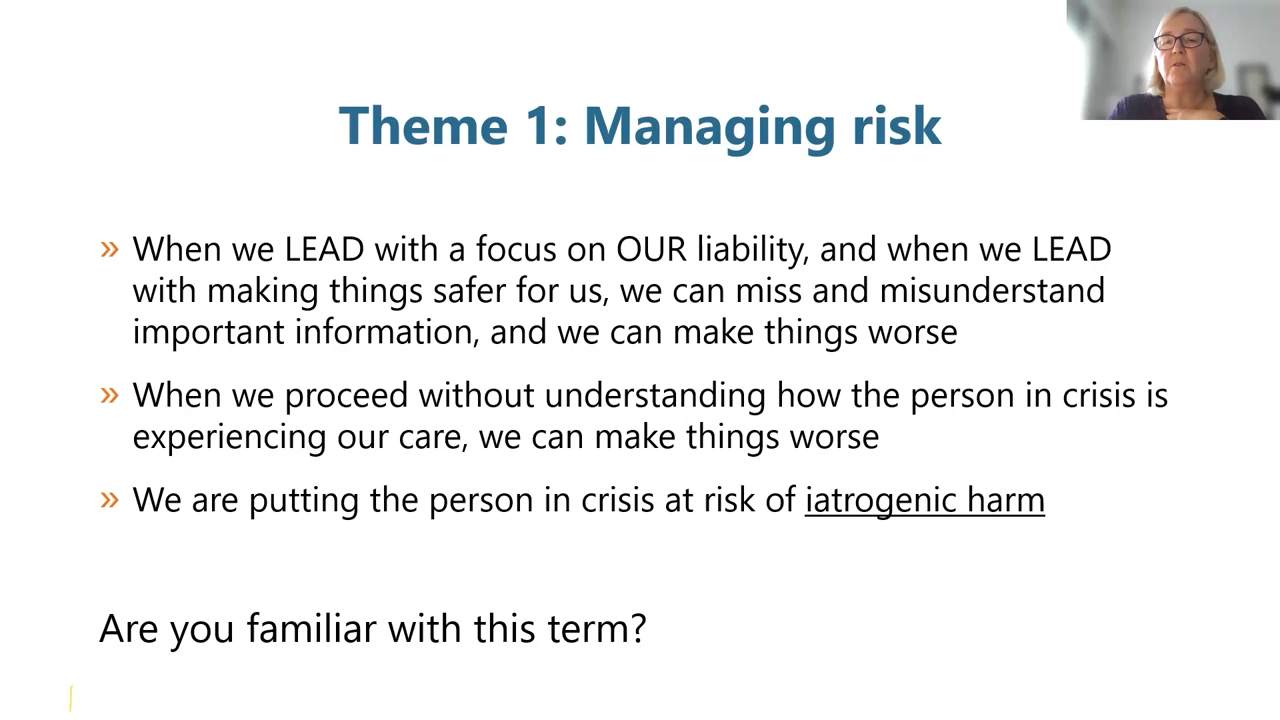 Theme 1: Managing risk
» When we LEAD with a focus on OUR liability, and when we LEAD
with making things safer for us, we can miss and misunderstand
important information, and we can make things worse
» When we proceed without understanding how the person in crisis is
experiencing our care, we can make things worse
» We are putting the person in crisis at risk of iatrogenic harm
Are you familiar with this term?